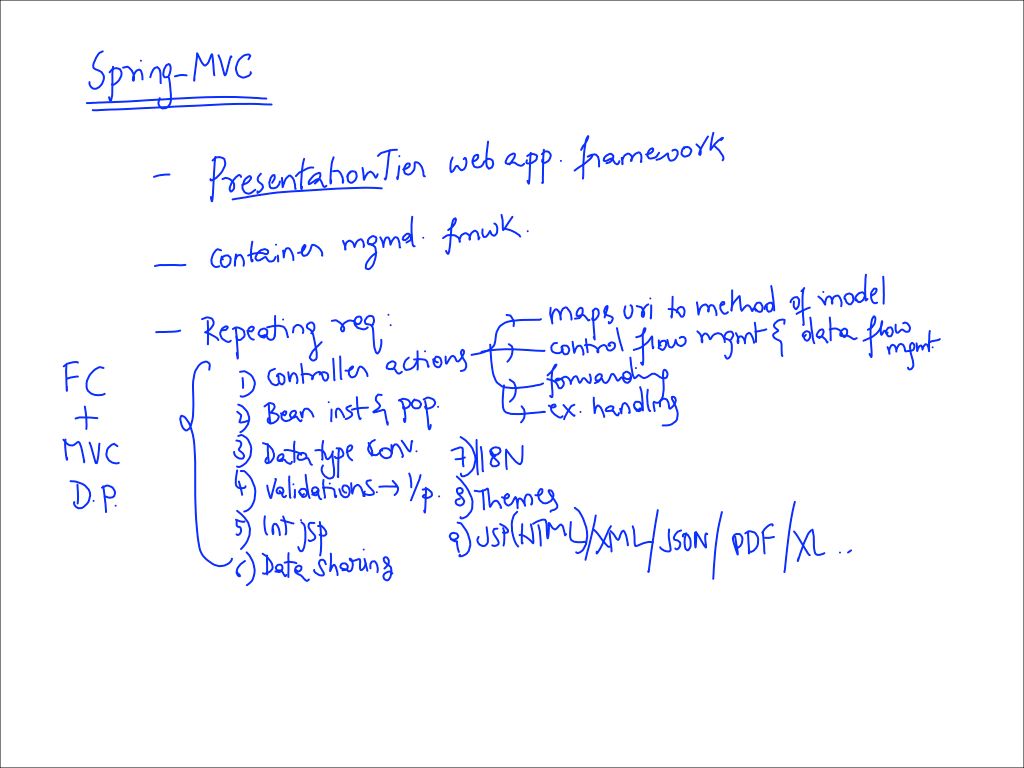 Spring-MVC
- Presentation Tier web app. framework
- container mgmd. fmwk.
- Repeating req:
FC
+
MVC
D.P.
1) Controller actions
- maps uri to method of model
- control flow mgmt & data flow mgmt
- forwarding
- ex. handling
2) Bean inst & pop.
3) Data type conv.
4) Validations → i/p.
5) Int jsp
6) Data sharing
7) I18N
8) Themes
9) JSP(HTML)/XML/JSON/PDF/XL ..